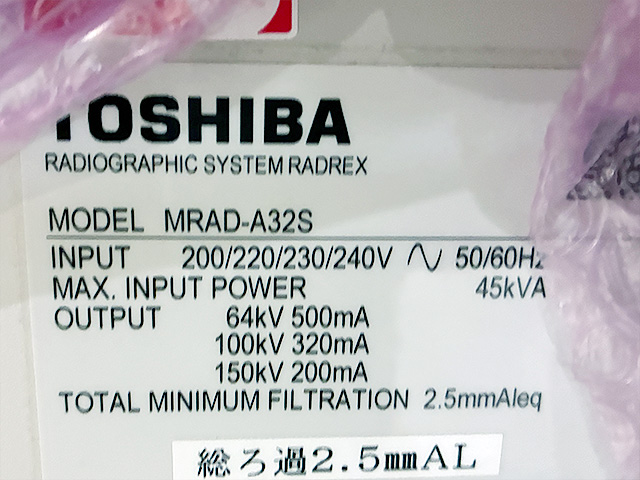 TOSHIBA
RADIOGRAPHIC SYSTEM RADREX
MODEL MRAD-A32S
INPUT 200/220/230/240V ∿ 50/60Hz
MAX. INPUT POWER 45kVA
OUTPUT 64kV 500mA
100kV 320mA
150kV 200mA
TOTAL MINIMUM FILTRATION 2.5mmAleq
総ろ過2.5mmAL